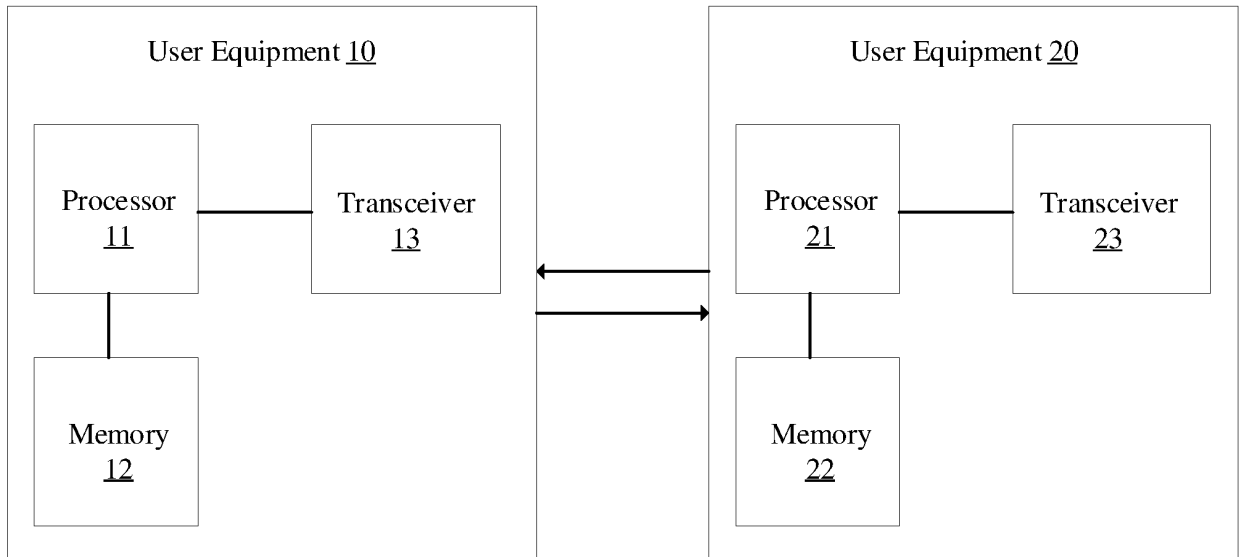 User Equipment 10
Processor
11
Transceiver
13
Memory
12
User Equipment 20
Processor
21
Transceiver
23
Memory
22